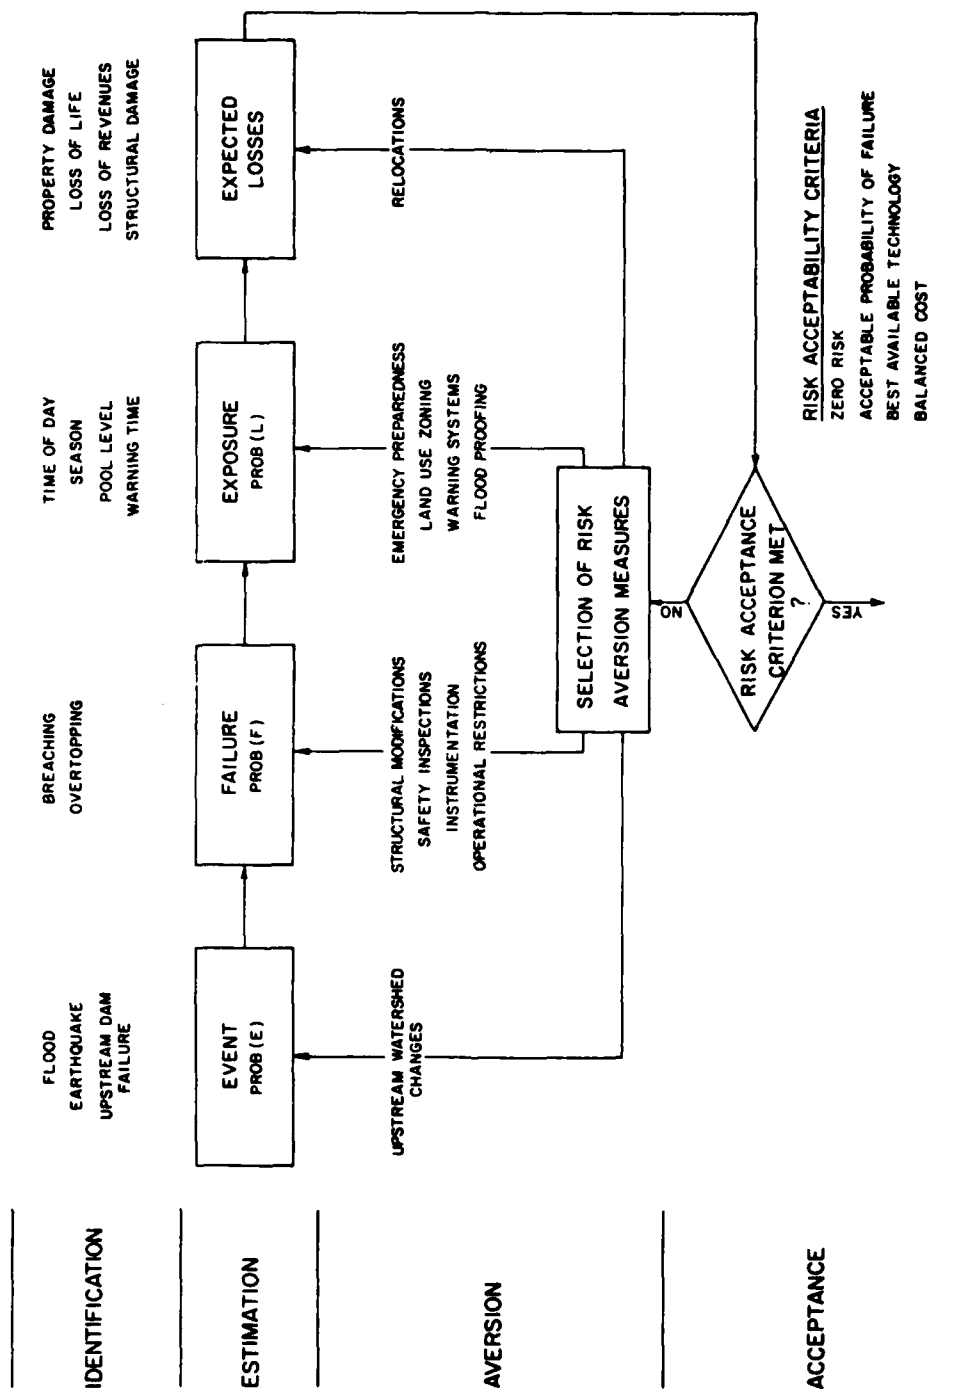 IDENTIFICATION
FLOOD
EARTHQUAKE
UPSTREAM DAM
FAILURE
BREACHING
OVERTOPPING
TIME OF DAY
SEASON
POOL LEVEL
WARNING TIME
PROPERTY DAMAGE
LOSS OF LIFE
LOSS OF REVENUES
STRUCTURAL DAMAGE
ESTIMATION
EVENT
PROB (E)
FAILURE
PROB (F)
EXPOSURE
PROB (L)
EXPECTED
LOSSES
AVERSION
UPSTREAM WATERSHED
CHANGES
STRUCTURAL MODIFICATIONS
SAFETY INSPECTIONS
INSTRUMENTATION
OPERATIONAL RESTRICTIONS
EMERGENCY PREPAREDNESS
LAND USE ZONING
WARNING SYSTEMS
FLOOD PROOFING
RELOCATIONS
SELECTION OF RISK
AVERSION MEASURES
ACCEPTANCE
NO
RISK ACCEPTANCE
CRITERION MET
?
YES
RISK ACCEPTABILITY CRITERIA
ZERO RISK
ACCEPTABLE PROBABILITY OF FAILURE
BEST AVAILABLE TECHNOLOGY
BALANCED COST